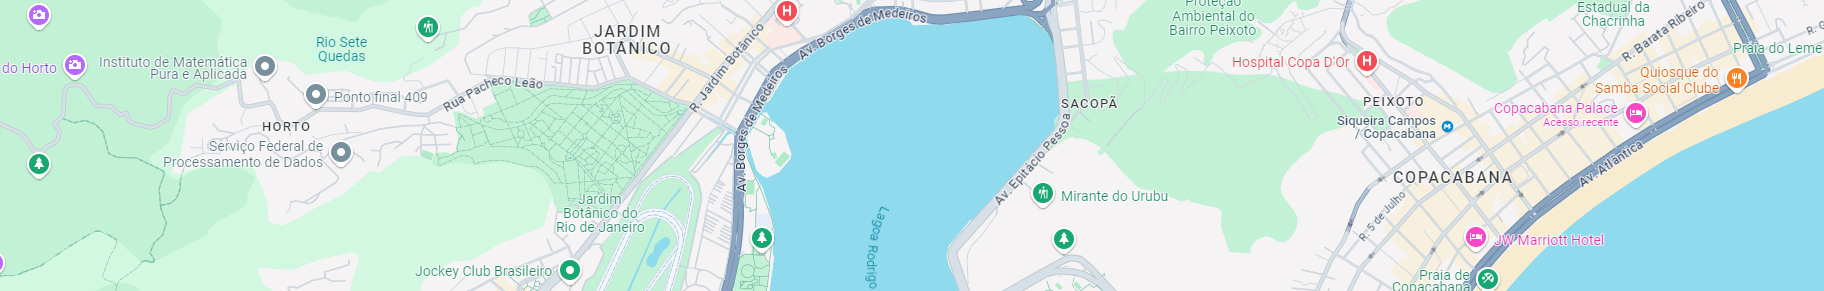 do Horto
Rio Sete
Quedas
Instituto de Matemática
Pura e Aplicada
Ponto final 409
HORTO
Serviço Federal de
Processamento de Dados
Rua Pacheco Leão
JARDIM
BOTÂNICO
R. Jardim Botânico
Av. Borges de Medeiros
Av. Borges de Medeiros
Av. Borges de Medeiros
Jardim
Botânico do
Rio de Janeiro
Jockey Club Brasileiro
Lagoa Rodrigo
Av. Epitácio Pessoa
SACOPÃ
Mirante do Urubu
Proteção
Ambiental do
Bairro Peixoto
Hospital Copa D'Or
PEIXOTO
Siqueira Campos
/ Copacabana
Estadual da
Chacrinha
R. Barata Ribeiro
Praia do Leme
Quiosque do
Samba Social Clube
Copacabana Palace
Acesso recente
COPACABANA
Av. Atlântica
R. 5 de Julho
JW Marriott Hotel
Praia de
Copacabana